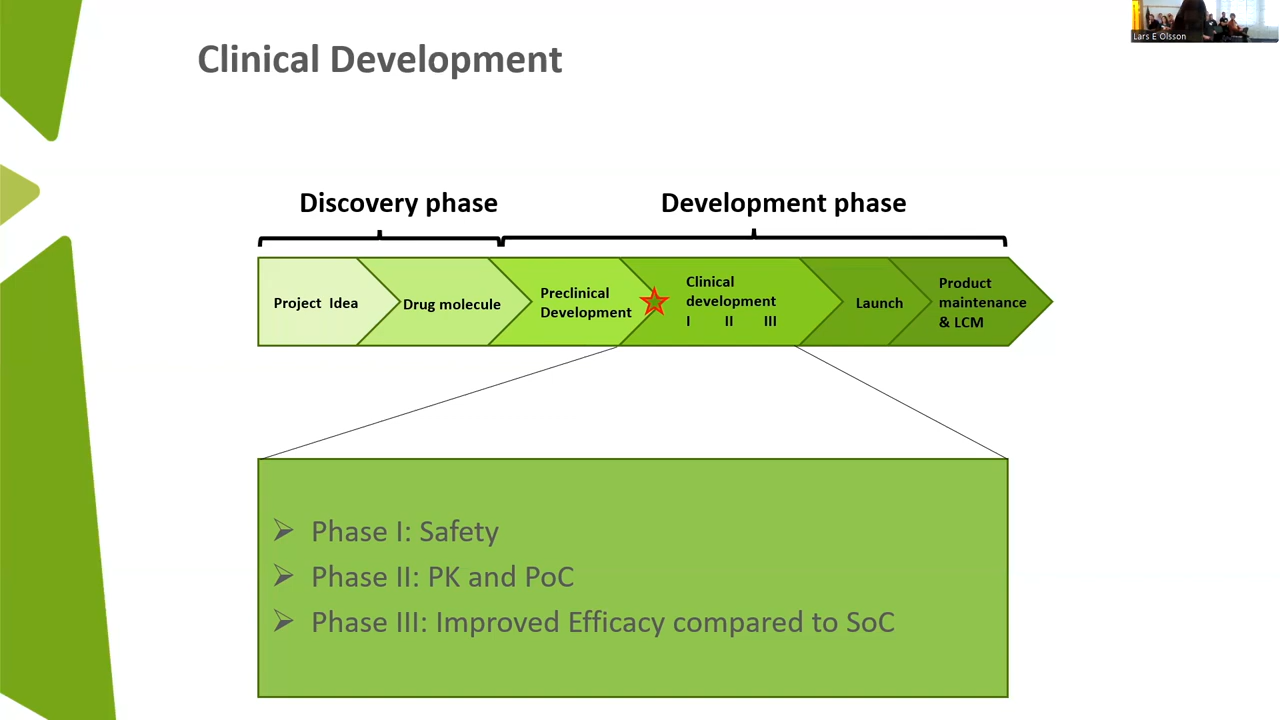 Clinical Development
Lars E Olsson
Discovery phase
Development phase
Project Idea
Drug molecule
Preclinical
Development
Clinical
development
I II III
Launch
Product
maintenance
& LCM
Phase I: Safety
Phase II: PK and PoC
Phase III: Improved Efficacy compared to SoC